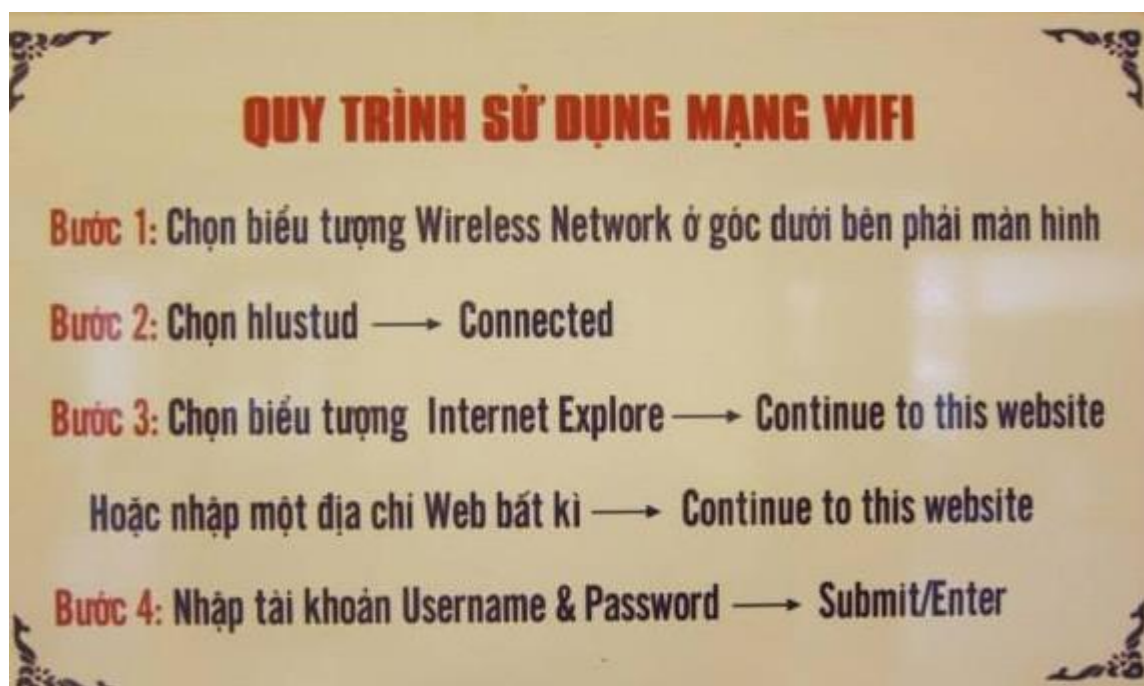 QUY TRÌNH SỬ DỤNG MẠNG WIFI
Bước 1: Chọn biểu tượng Wireless Network ở góc dưới bên phải màn hình
Bước 2: Chọn hlustud → Connected
Bước 3: Chọn biểu tượng Internet Explore → Continue to this website
Hoặc nhập một địa chỉ Web bất kì → Continue to this website
Bước 4: Nhập tài khoản Username & Password → Submit/Enter